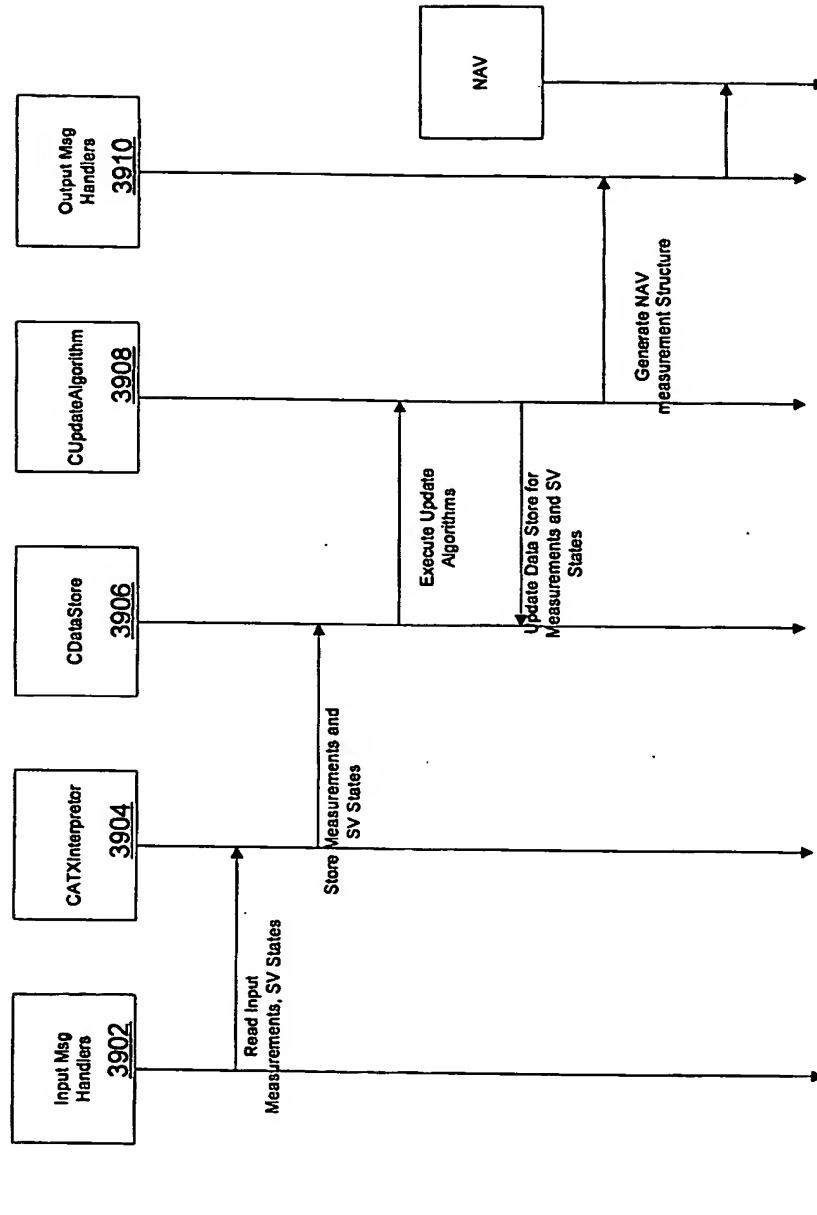 Input Msg
Handlers
3902
CATXInterpretor
3904
CDataStore
3906
CUpdateAlgorithm
3908
Output Msg
Handlers
3910
NAV
Read Input
Measurements, SV States
Store Measurements and
SV States
Execute Update
Algorithms
Update Data Store for
Measurements and SV
States
Generate NAV
measurement Structure